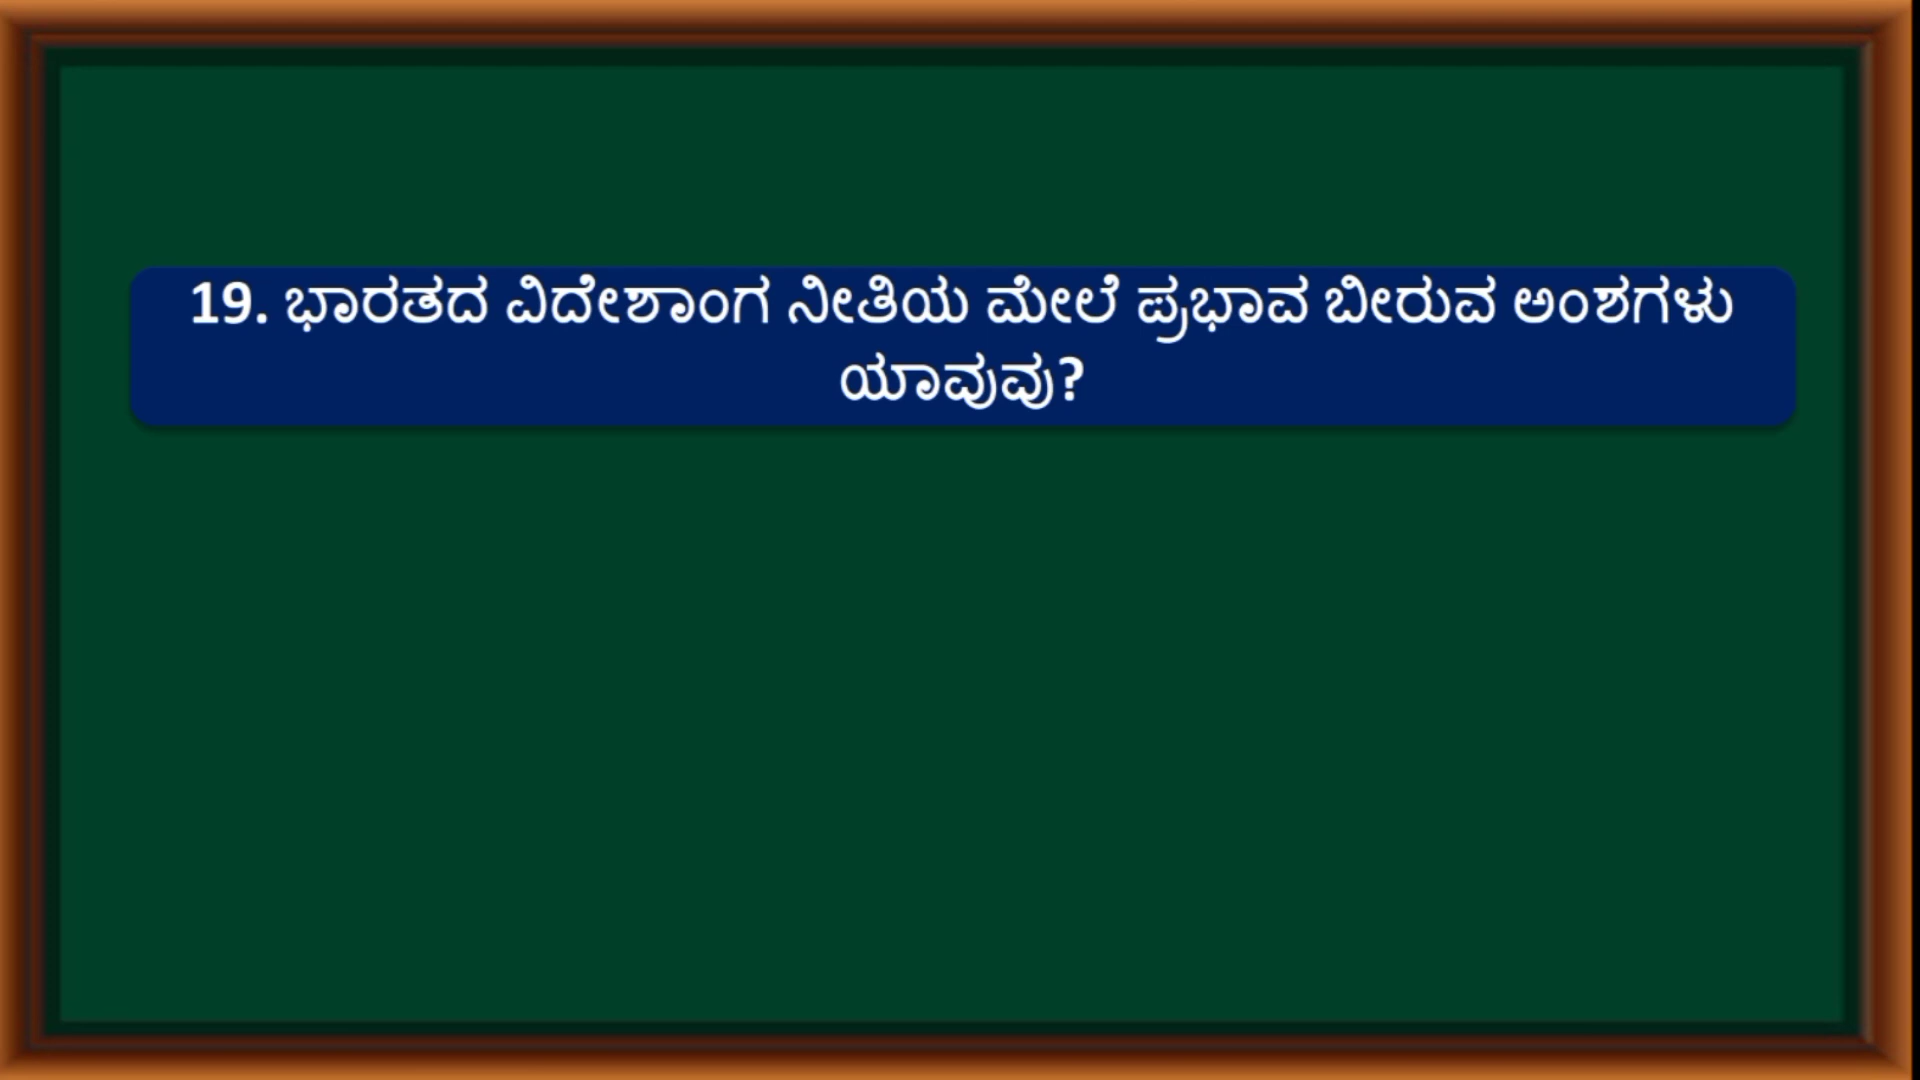 19. ಭಾರತದ ವಿದೇಶಾಂಗ ನೀತಿಯ ಮೇಲೆ ಪ್ರಭಾವ ಬೀರುವ ಅಂಶಗಳು
ಯಾವುವು?